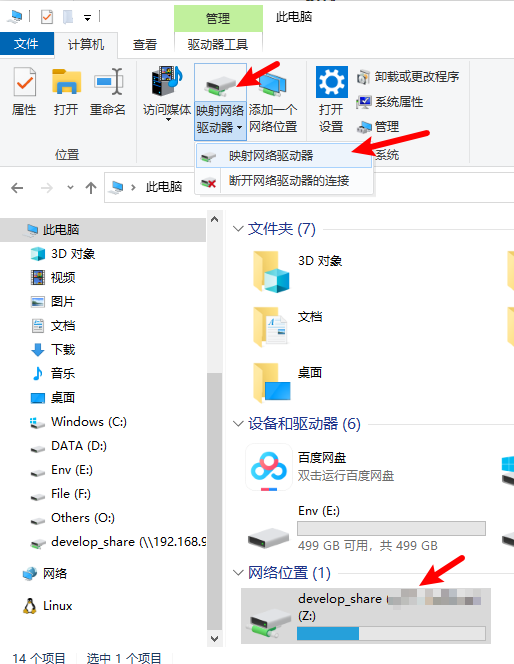 管理
此电脑
文件
计算机
查看
驱动器工具
属性
打开
重命名
访问媒体
映射网络
驱动器
添加一个
网络位置
打开
设置
卸载或更改程序
系统属性
管理
位置
系统
映射网络驱动器
断开网络驱动器的连接
此电脑
此电脑
3D 对象
视频
图片
文档
下载
音乐
桌面
Windows (C:)
DATA (D:)
Env (E:)
File (F:)
Others (O:)
develop_share (\\192.168.9
网络
Linux
文件夹 (7)
3D 对象
文档
桌面
设备和驱动器 (6)
百度网盘
双击运行百度网盘
Env (E:)
499 GB 可用，共 499 GB
网络位置 (1)
develop_share (
(Z:)
14 个项目
选中 1 个项目